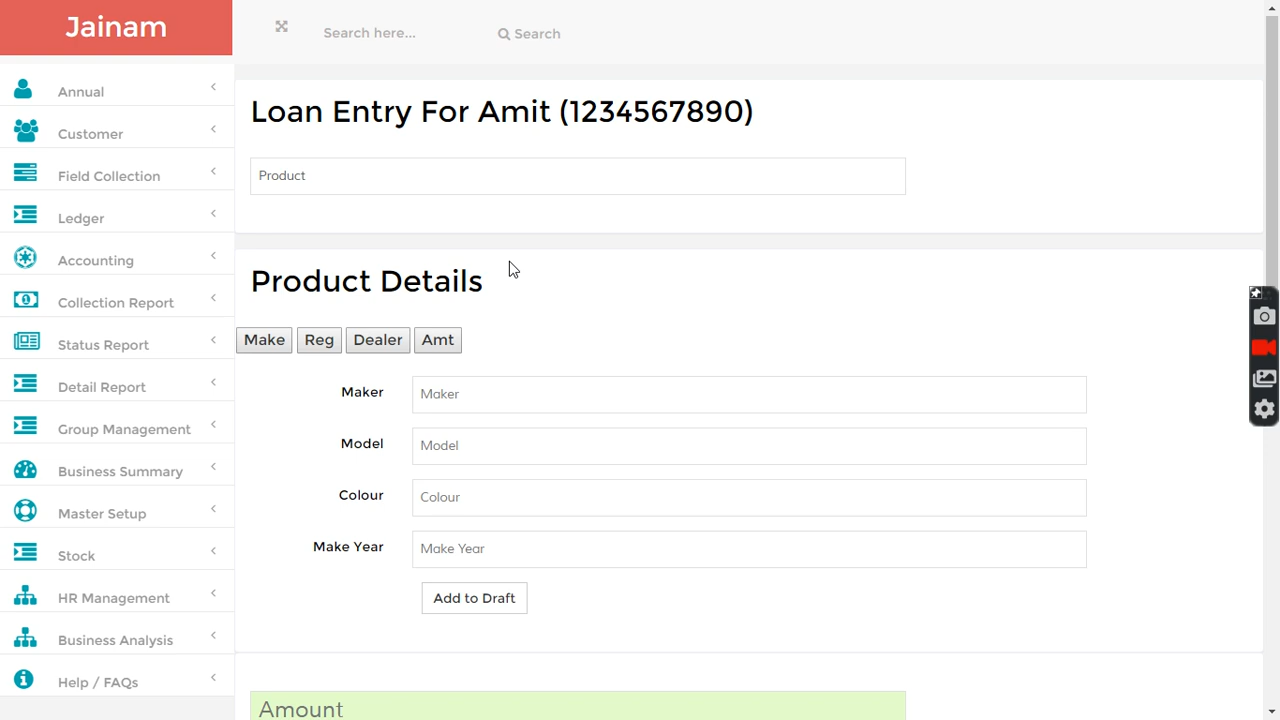 Jainam
Search here...
Search
Annual
Customer
Field Collection
Ledger
Accounting
Collection Report
Status Report
Detail Report
Group Management
Business Summary
Master Setup
Stock
HR Management
Business Analysis
Help / FAQs
Loan Entry For Amit (1234567890)
Product
Product Details
Make Reg Dealer Amt
Maker Maker
Model Model
Colour Colour
Make Year Make Year
Add to Draft
Amount